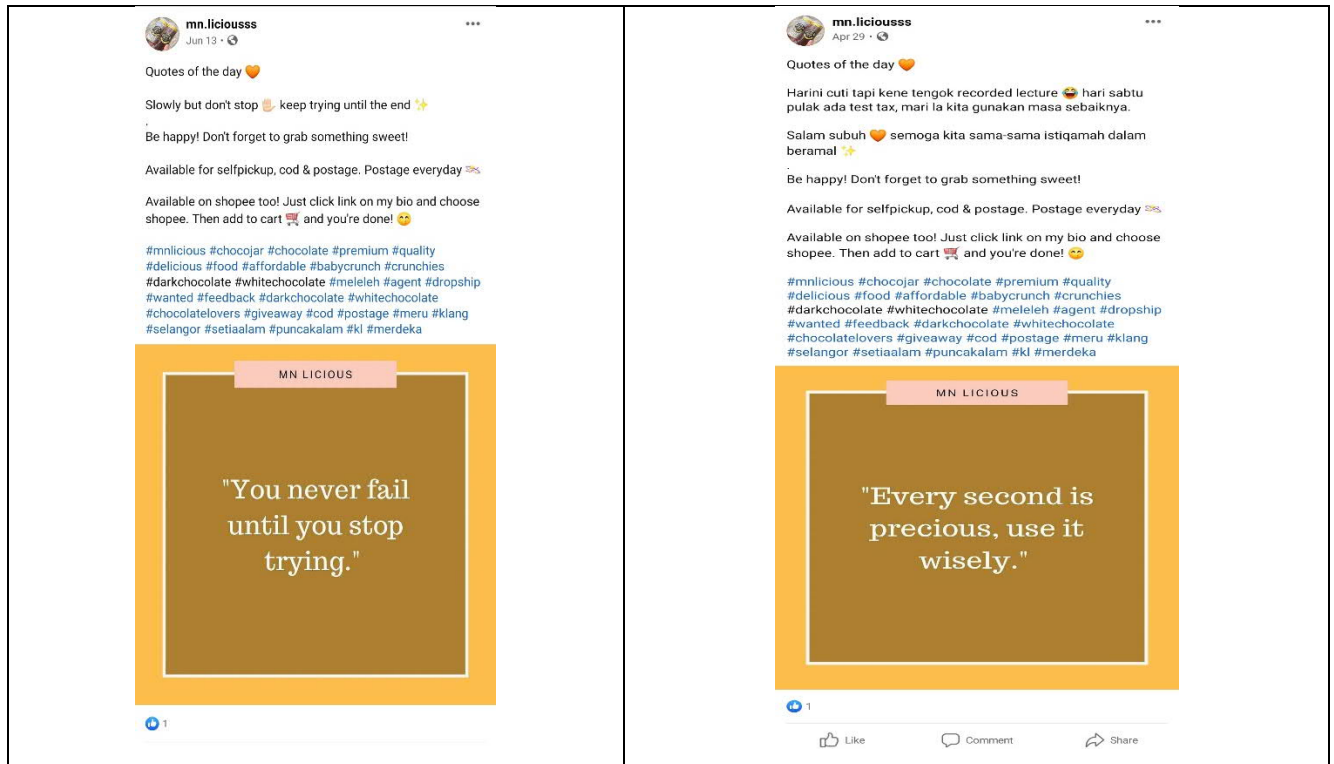 mn.liciousss
Jun 13
Quotes of the day 🧡
Slowly but don't stop ✋🏻 keep trying until the end ✨
.
Be happy! Don't forget to grab something sweet!
Available for selfpickup, cod & postage. Postage everyday
Available on shopee too! Just click link on my bio and choose
shopee. Then add to cart 🛒 and you're done! 😋
#mnlicious #chocojar #chocolate #premium #quality
#delicious #food #affordable #babycrunch #crunchies
#darkchocolate #whitechocolate #meleleh #agent #dropship
#wanted #feedback #darkchocolate #whitechocolate
#chocolatelovers #giveaway #cod #postage #meru #klang
#selangor #setiaalam #puncakalam #kl #merdeka
MN LICIOUS
"You never fail
until you stop
trying."
1
mn.liciousss
Apr 29
Quotes of the day 🧡
Harini cuti tapi kene tengok recorded lecture 😂 hari sabtu
pulak ada test tax, mari la kita gunakan masa sebaiknya.
Salam subuh 🧡 semoga kita sama-sama istiqamah dalam
beramal ✨
.
Be happy! Don't forget to grab something sweet!
Available for selfpickup, cod & postage. Postage everyday
Available on shopee too! Just click link on my bio and choose
shopee. Then add to cart 🛒 and you're done! 😋
#mnlicious #chocojar #chocolate #premium #quality
#delicious #food #affordable #babycrunch #crunchies
#darkchocolate #whitechocolate #meleleh #agent #dropship
#wanted #feedback #darkchocolate #whitechocolate
#chocolatelovers #giveaway #cod #postage #meru #klang
#selangor #setiaalam #puncakalam #kl #merdeka
MN LICIOUS
"Every second is
precious, use it
wisely."
1
Like Comment Share